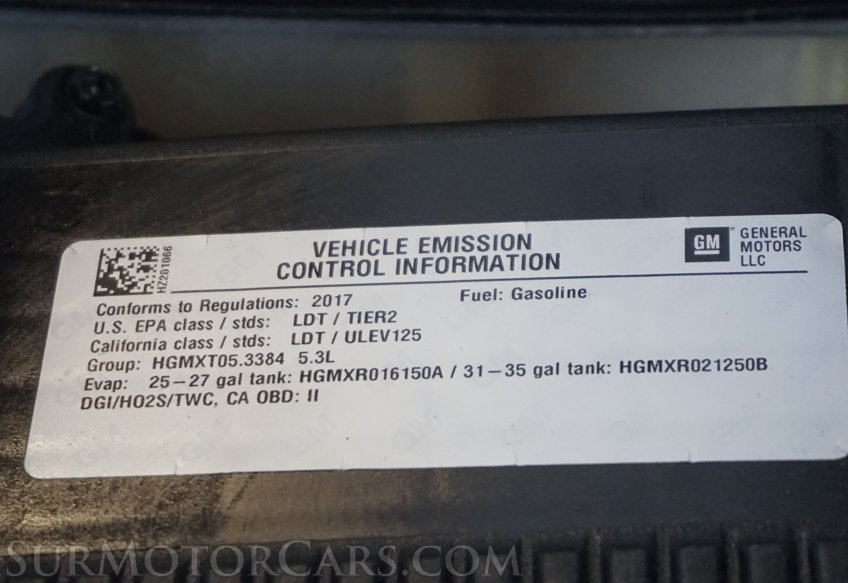 HZ201066
VEHICLE EMISSION
CONTROL INFORMATION
GM
GENERAL
MOTORS
LLC
Conforms to Regulations: 2017 Fuel: Gasoline
U.S. EPA class / stds: LDT / TIER2
California class / stds: LDT / ULEV125
Group: HGMXT05.3384 5.3L
Evap: 25-27 gal tank: HGMXR016150A / 31-35 gal tank: HGMXR021250B
DGI/HO2S/TWC, CA OBD: II
SurMotorCars.com